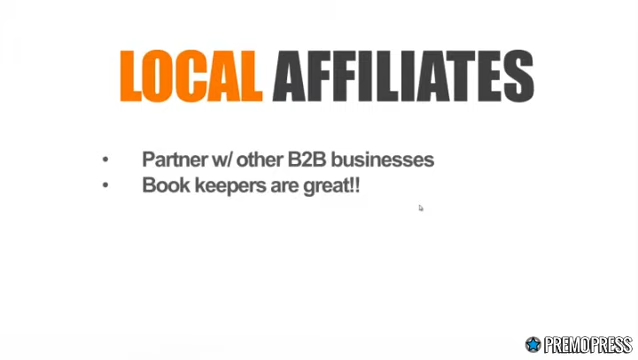 LOCAL AFFILIATES
• Partner w/ other B2B businesses
• Book keepers are great!!
PREMOPRESS